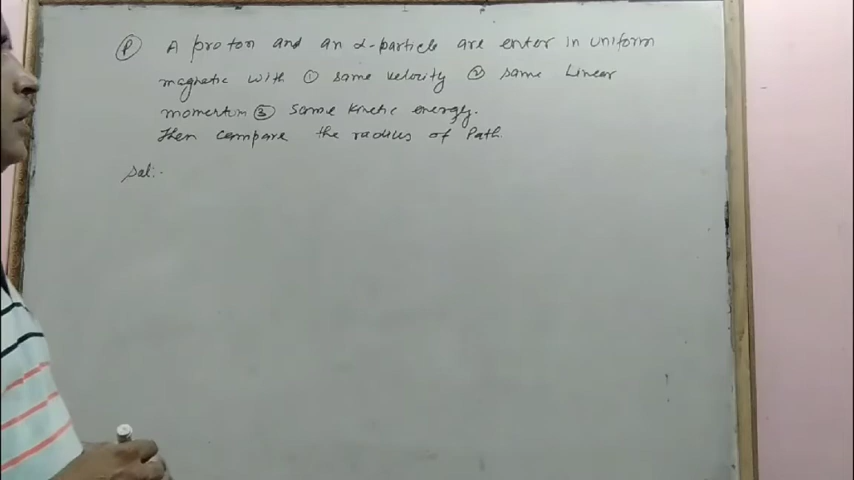 (P) A proton and an α-particle are enter in uniform
magnetic with ① same velocity ② same Linear
momentum ③ same kinetic energy.
Then compare the radius of Path.
Sol:-